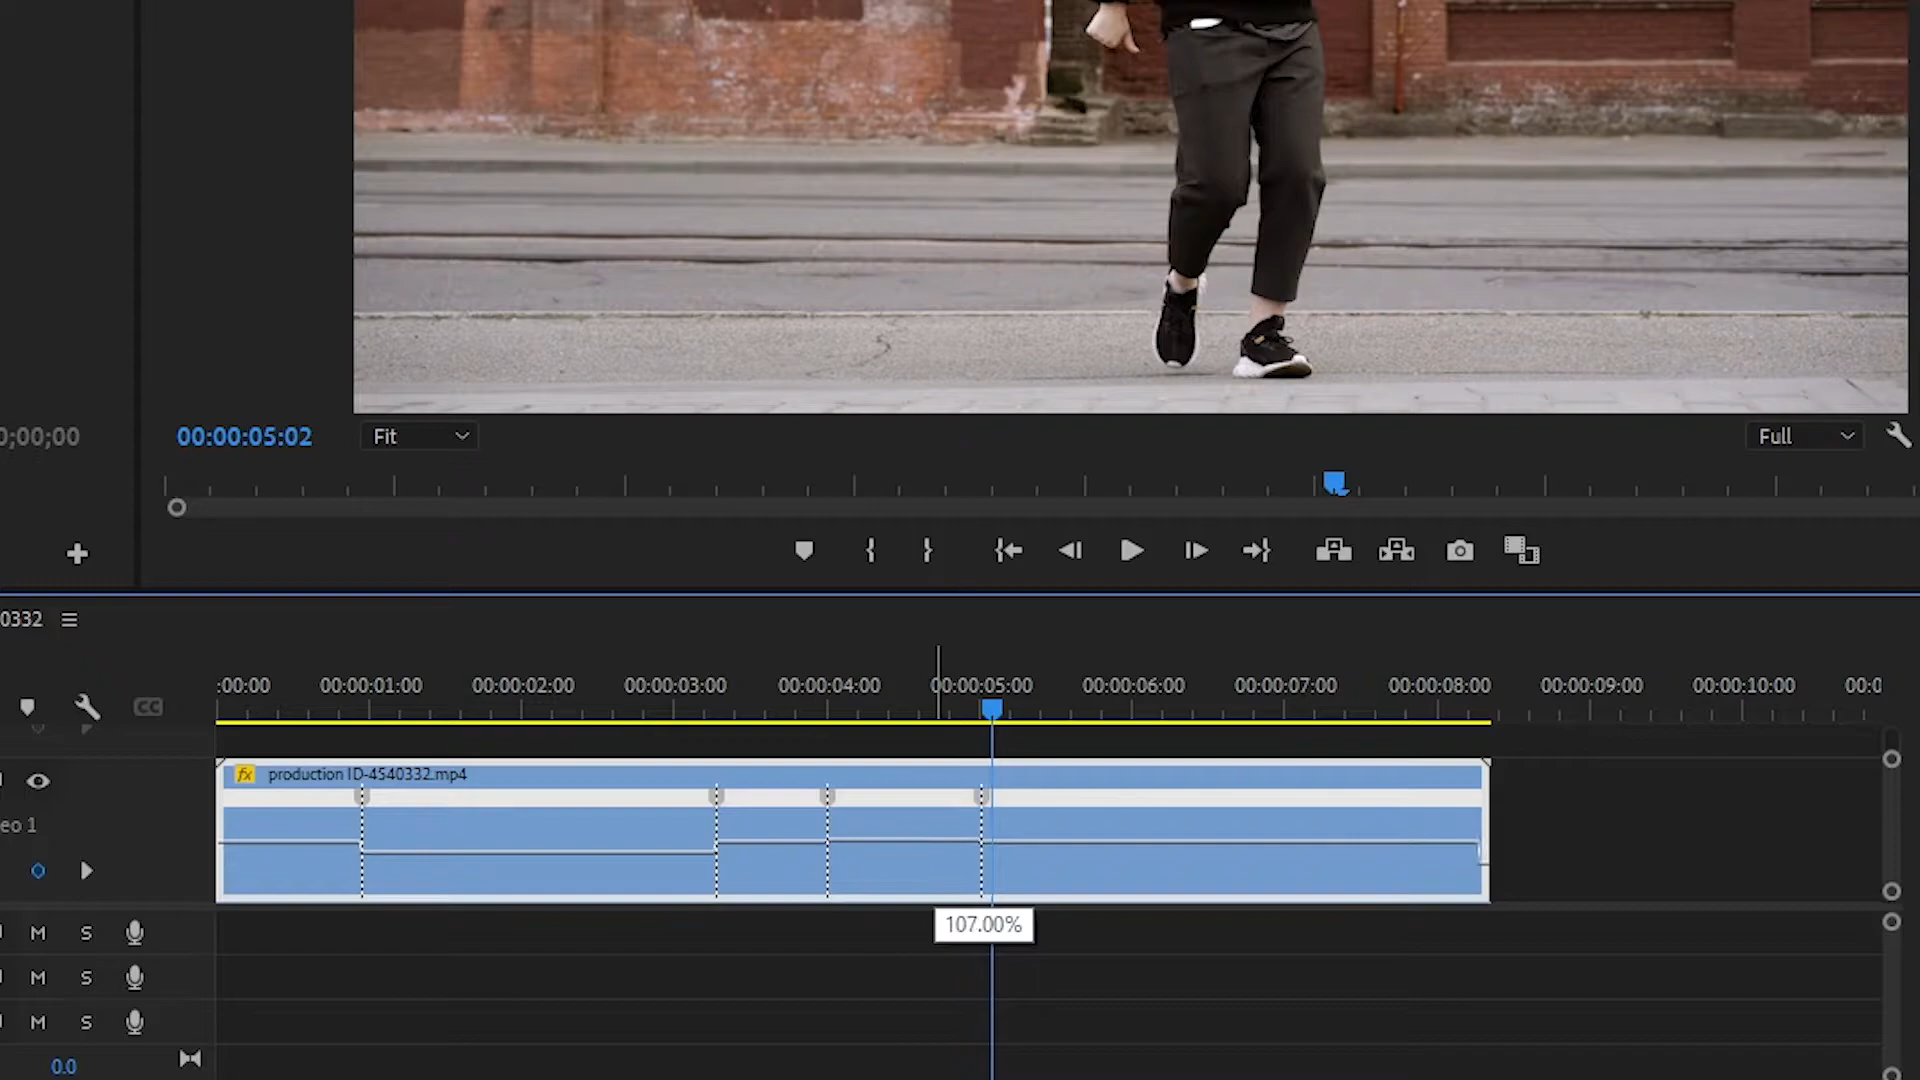 0;00;00
00:00:05:02
Fit
Full
0332
:00:00
00:00:01:00
00:00:02:00
00:00:03:00
00:00:04:00
00:00:05:00
00:00:06:00
00:00:07:00
00:00:08:00
00:00:09:00
00:00:10:00
00:0
CC
fx production ID-4540332.mp4
eo 1
107.00%
M S
M S
M S
0.0